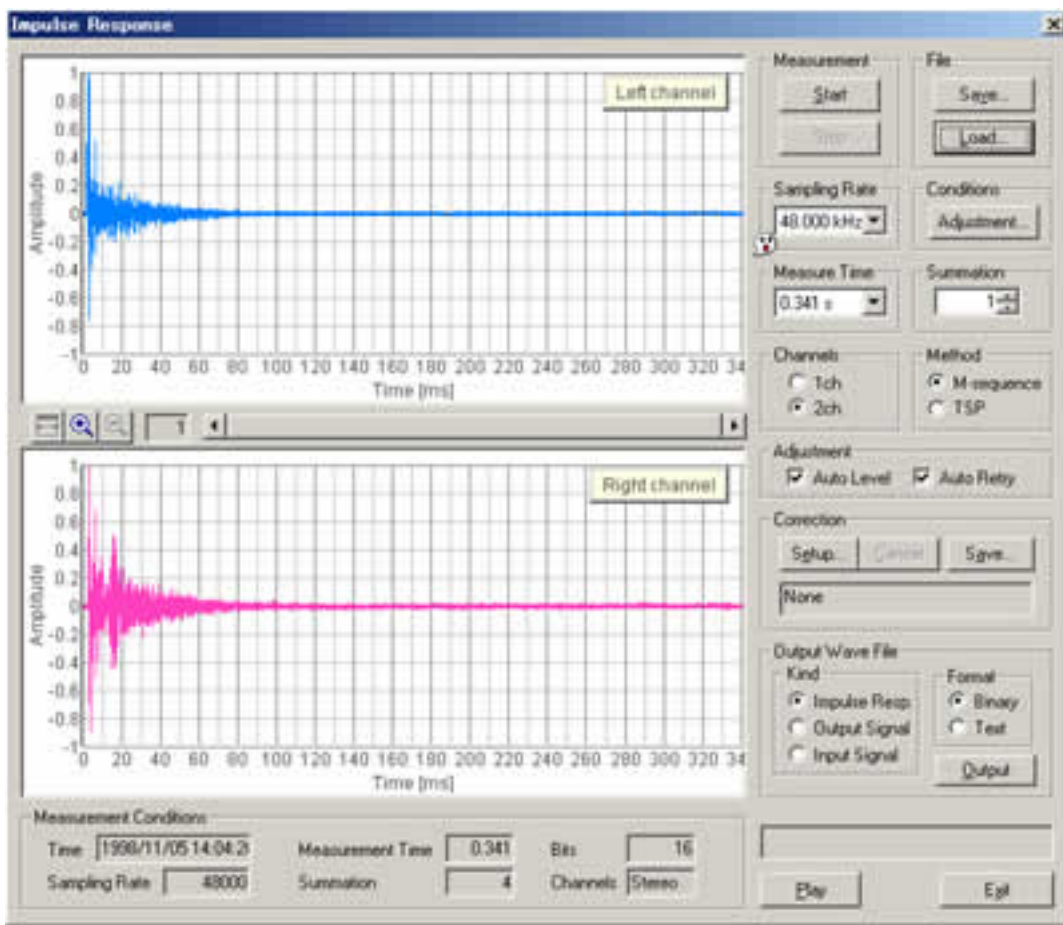 Impulse Response
Left channel
1
0.8
0.6
0.4
0.2
0
-0.2
-0.4
-0.6
-0.8
-1
Amplitude
0 20 40 60 80 100 120 140 160 180 200 220 240 260 280 300 320 34
Time [ms]
1
Right channel
1
0.8
0.6
0.4
0.2
0
-0.2
-0.4
-0.6
-0.8
-1
Amplitude
0 20 40 60 80 100 120 140 160 180 200 220 240 260 280 300 320 34
Time [ms]
Measurement
Start
Stop
File
Save...
Load...
Sampling Rate
48.000 kHz
Conditions
Adjustment...
Measure Time
0.341 s
Summation
1
Channels
1ch
2ch
Method
M-sequence
TSP
Adjustment
Auto Level
Auto Retry
Correction
Setup... Cancel Save...
None
Output Wave File
Kind
Impulse Resp
Output Signal
Input Signal
Format
Binary
Text
Output
Measurement Conditions
Time 1998/11/05 14:04:2
Measurement Time 0.341
Bits 16
Sampling Rate 48000
Summation 4
Channels Stereo
Play
Exit